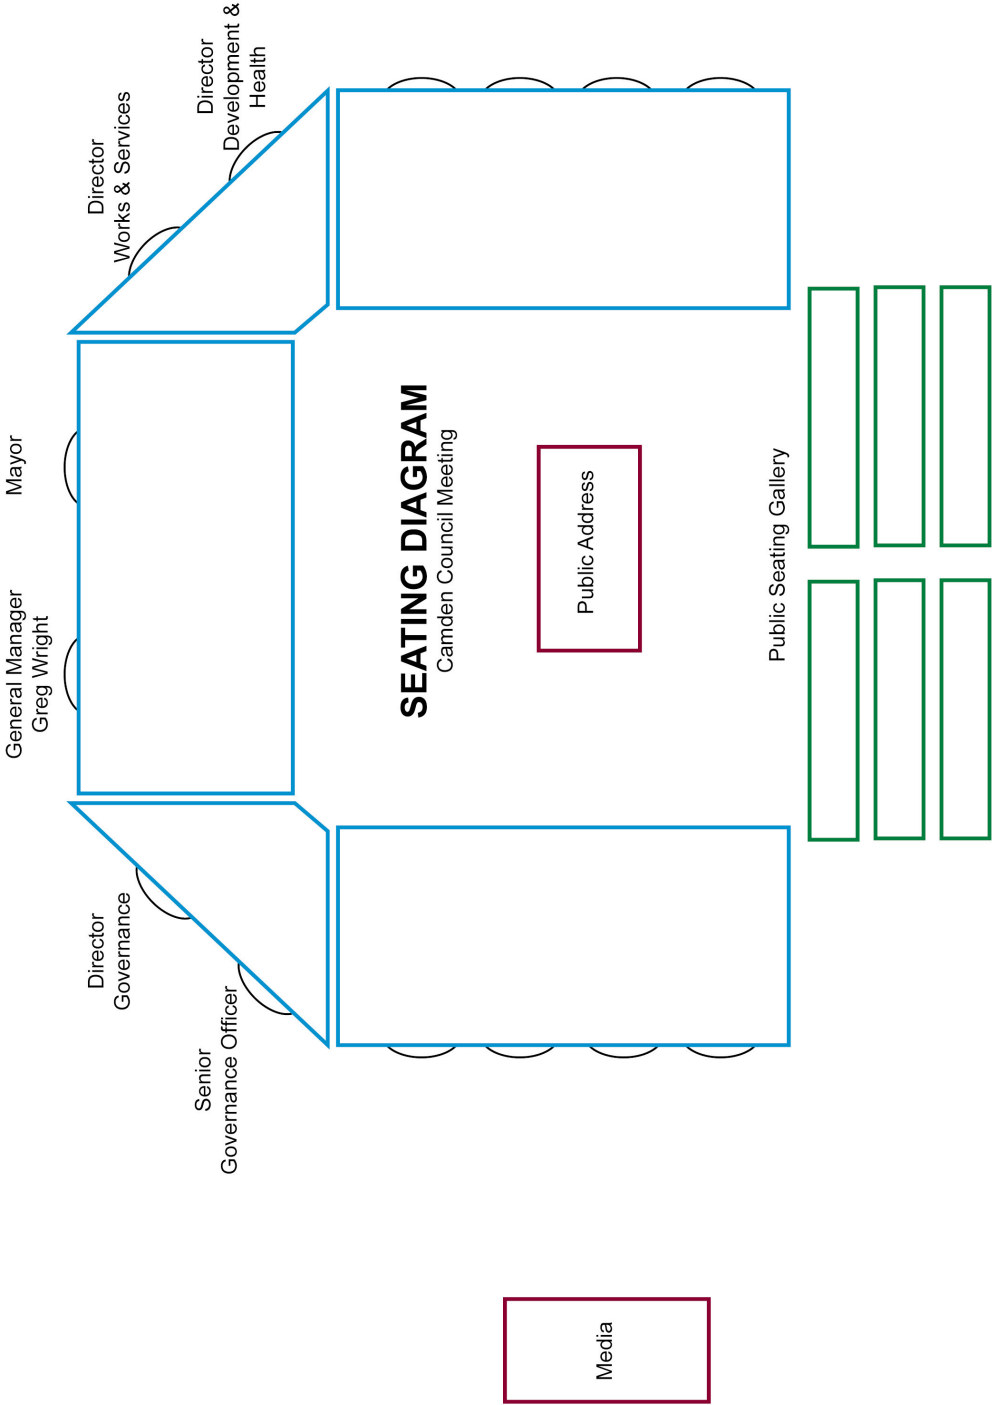 General Manager
Greg Wright
Mayor
Director
Governance
Director
Works & Services
Senior
Governance Officer
Director
Development &
Health
SEATING DIAGRAM
Camden Council Meeting
Public Address
Media
Public Seating Gallery